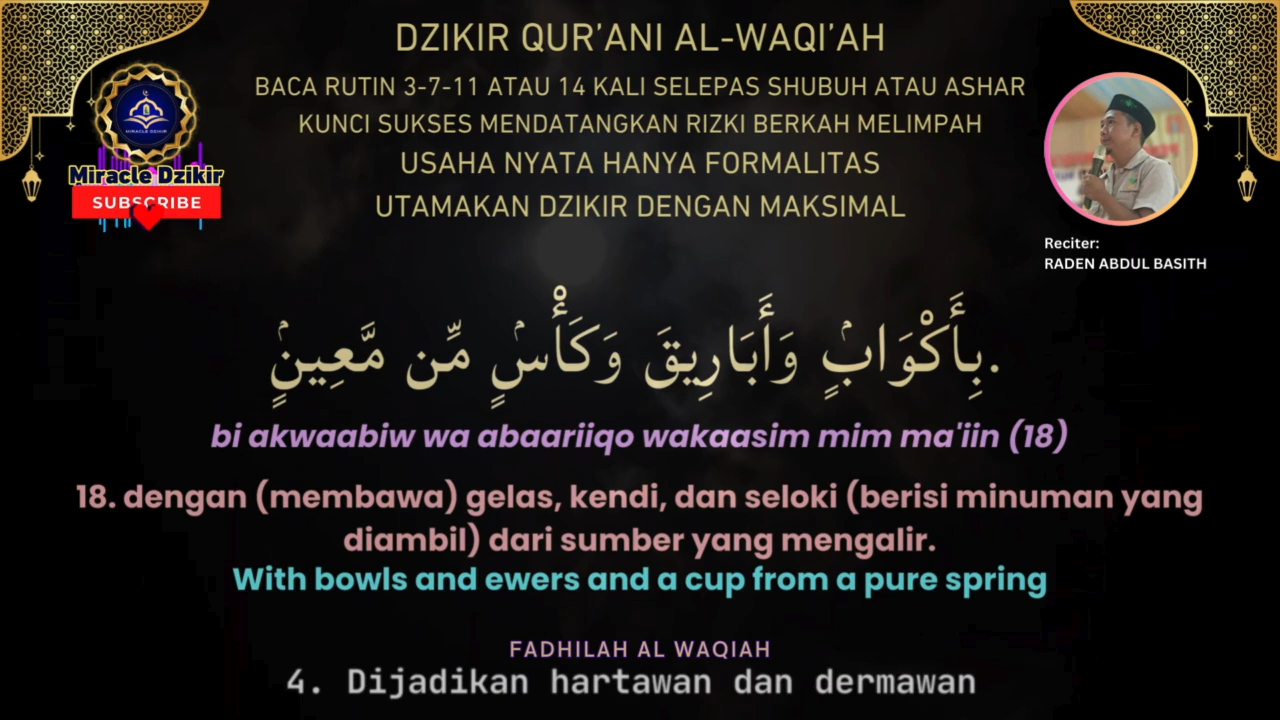 DZIKIR QUR'ANI AL-WAQI'AH
BACA RUTIN 3-7-11 ATAU 14 KALI SELEPAS SHUBUH ATAU ASHAR
KUNCI SUKSES MENDATANGKAN RIZKI BERKAH MELIMPAH
USAHA NYATA HANYA FORMALITAS
UTAMAKAN DZIKIR DENGAN MAKSIMAL
MIRACLE DZIKIR
Miracle Dzikir
SUBSCRIBE
Reciter:
RADEN ABDUL BASITH
بِأَكْوَابٍۢ وَأَبَارِيقَ وَكَأْسٍۢ مِّن مَّعِينٍۢ.
bi akwaabiw wa abaariiqo wakaasim mim ma'iin (18)
18. dengan (membawa) gelas, kendi, dan seloki (berisi minuman yang
diambil) dari sumber yang mengalir.
With bowls and ewers and a cup from a pure spring
FADHILAH AL WAQIAH
4. Dijadikan hartawan dan dermawan